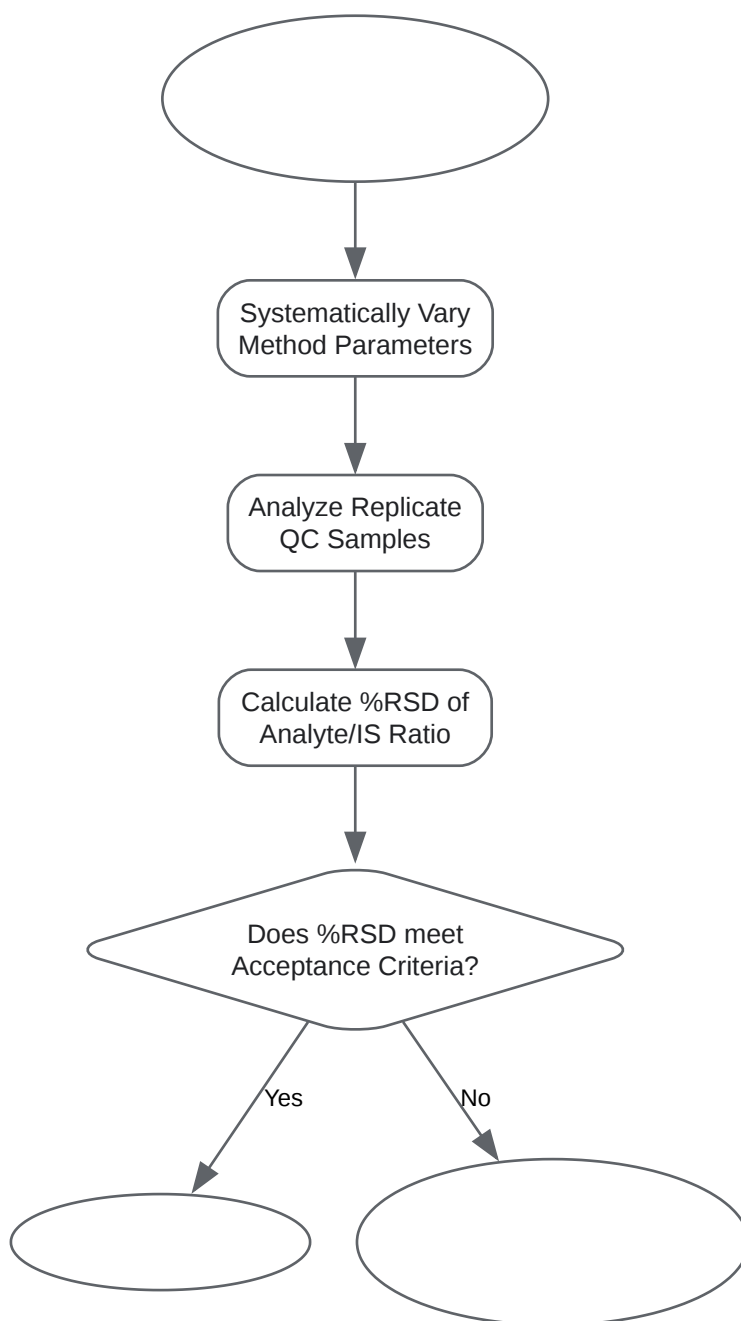 Systematically Vary
Method Parameters
Analyze Replicate
QC Samples
Calculate %RSD of
Analyte/IS Ratio
Does %RSD meet
Acceptance Criteria?
Yes
No